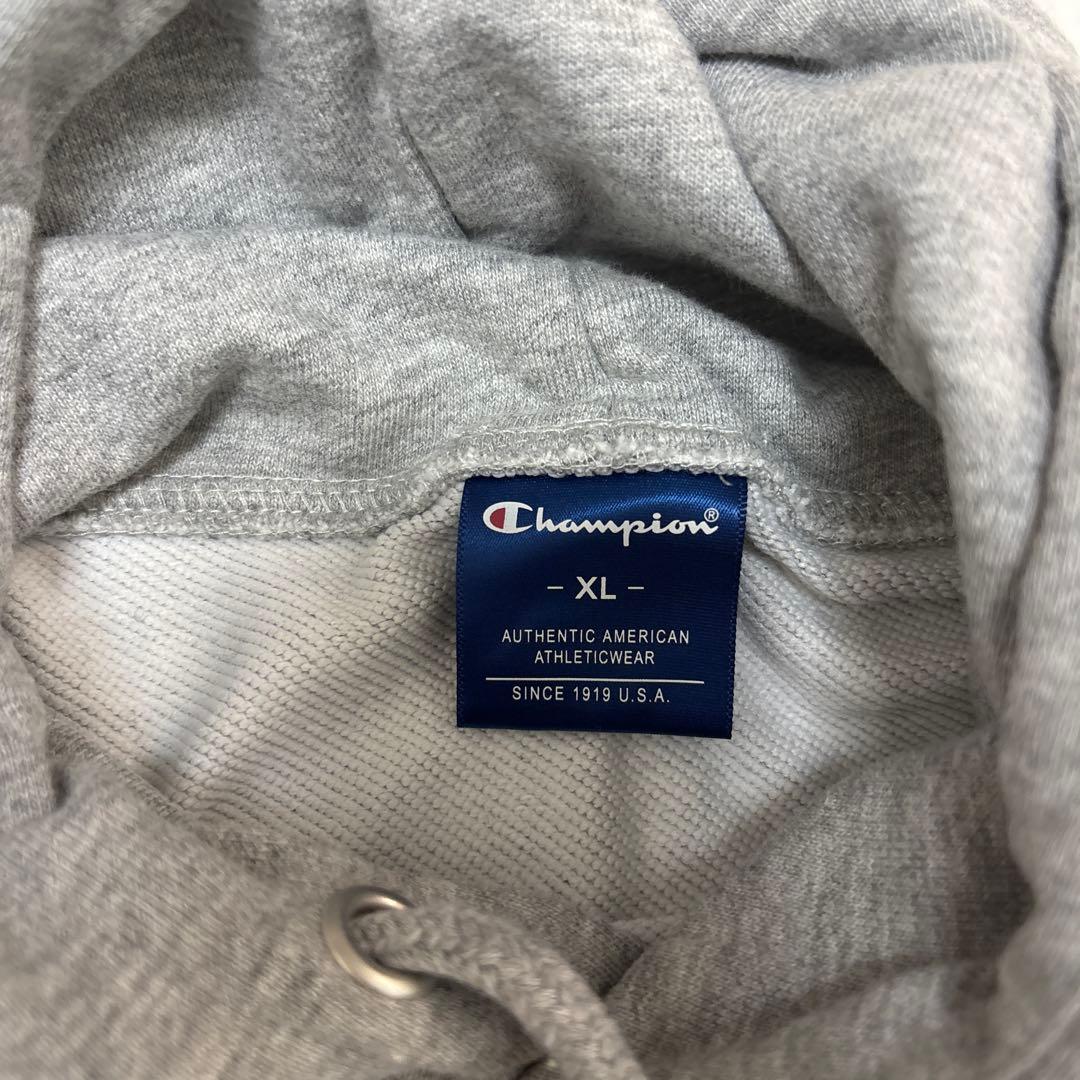 Champion®
- XL -
AUTHENTIC AMERICAN
ATHLETICWEAR
SINCE 1919 U.S.A.